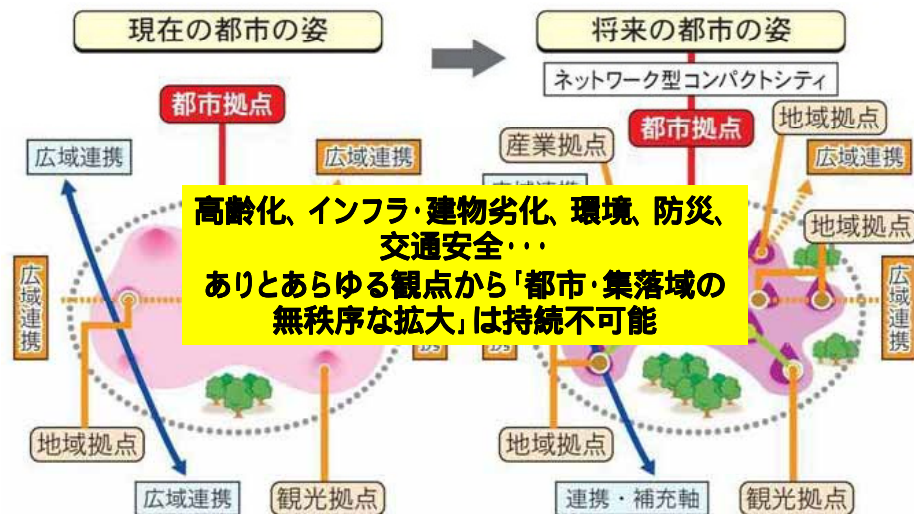 現在の都市の姿
将来の都市の姿
ネットワーク型コンパクトシティ
都市拠点
都市拠点
地域拠点
産業拠点
広域連携
広域連携
広域連携
地域拠点
高齢化、インフラ・建物劣化、環境、防災、
交通安全・・・
ありとあらゆる観点から「都市・集落域の
無秩序な拡大」は持続不可能
広域連携
広域連携
地域拠点
地域拠点
広域連携
観光拠点
連携・補充軸
観光拠点